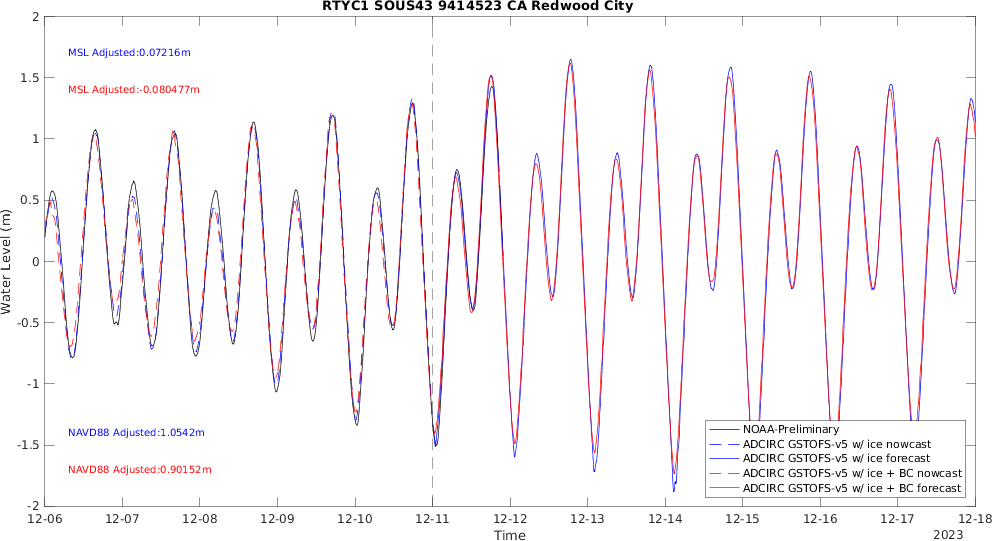 RTYC1 SOUS43 9414523 CA Redwood City
2
1.5
1
0.5
0
-0.5
-1
-1.5
-2
Water Level (m)
MSL Adjusted:0.07216m
MSL Adjusted:-0.080477m
NAVD88 Adjusted:1.0542m
NAVD88 Adjusted:0.90152m
NOAA-Preliminary
ADCIRC GSTOFS-v5 w/ ice nowcast
ADCIRC GSTOFS-v5 w/ ice forecast
ADCIRC GSTOFS-v5 w/ ice + BC nowcast
ADCIRC GSTOFS-v5 w/ ice + BC forecast
12-06 12-07 12-08 12-09 12-10 12-11 12-12 12-13 12-14 12-15 12-16 12-17 12-18
Time
2023